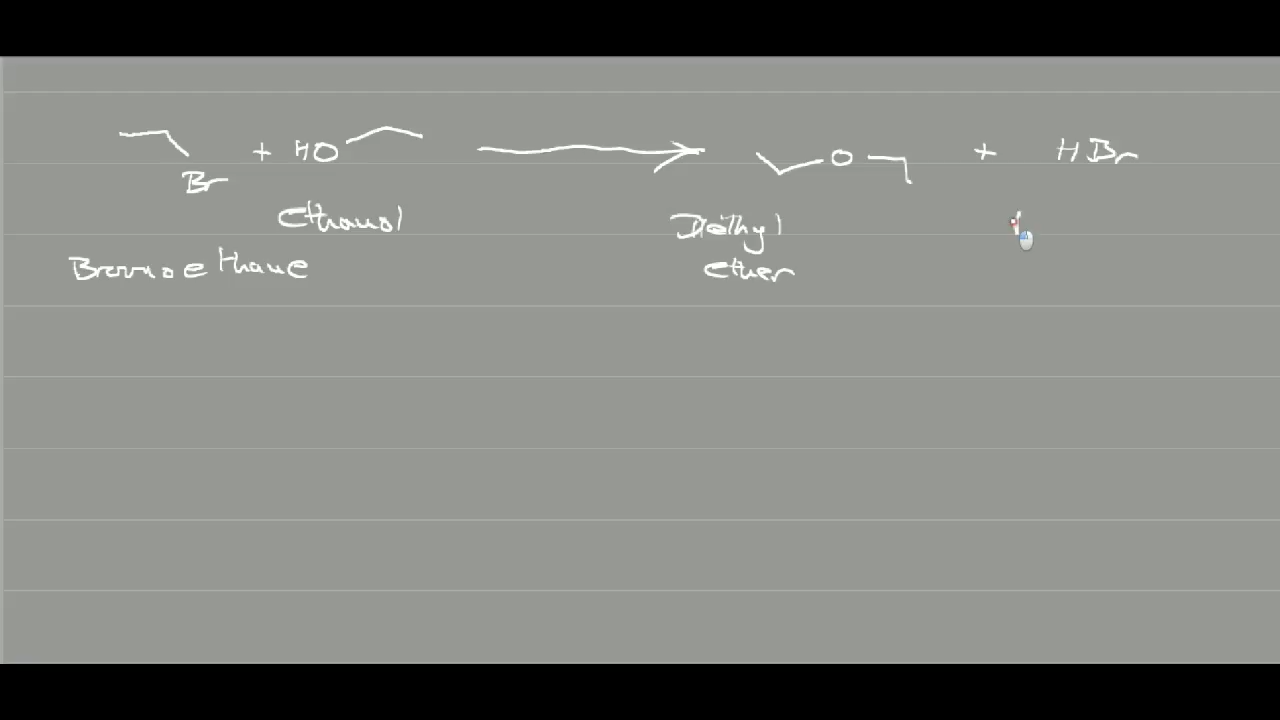 + HO + HBr
Br
Ethanol Diethyl
Bromoethane ether
O